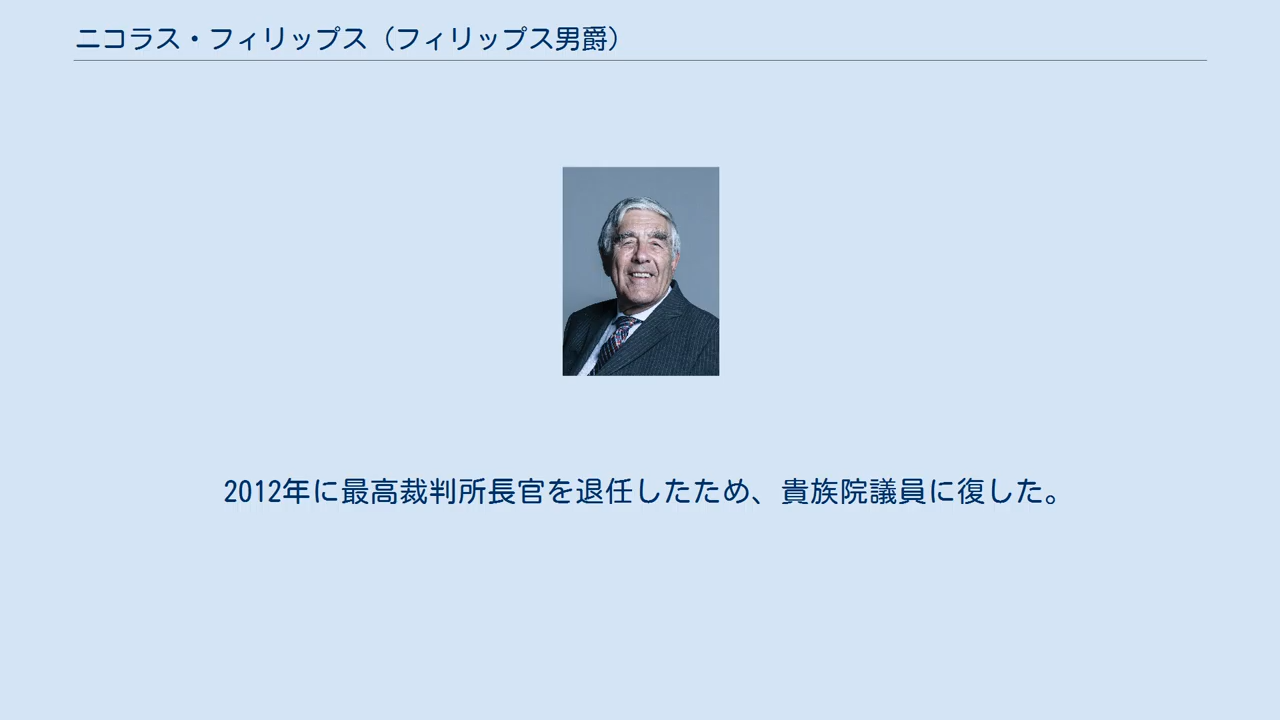 ニコラス・フィリップス（フィリップス男爵）
2012年に最高裁判所長官を退任したため、貴族院議員に復した。